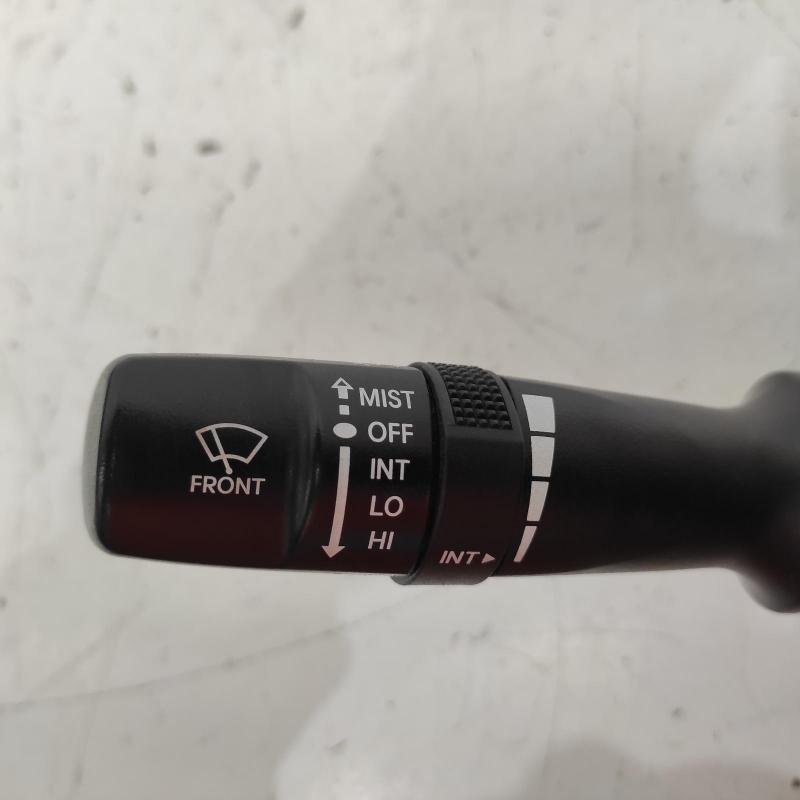 FRONT
MIST
OFF
INT
LO
HI
INT